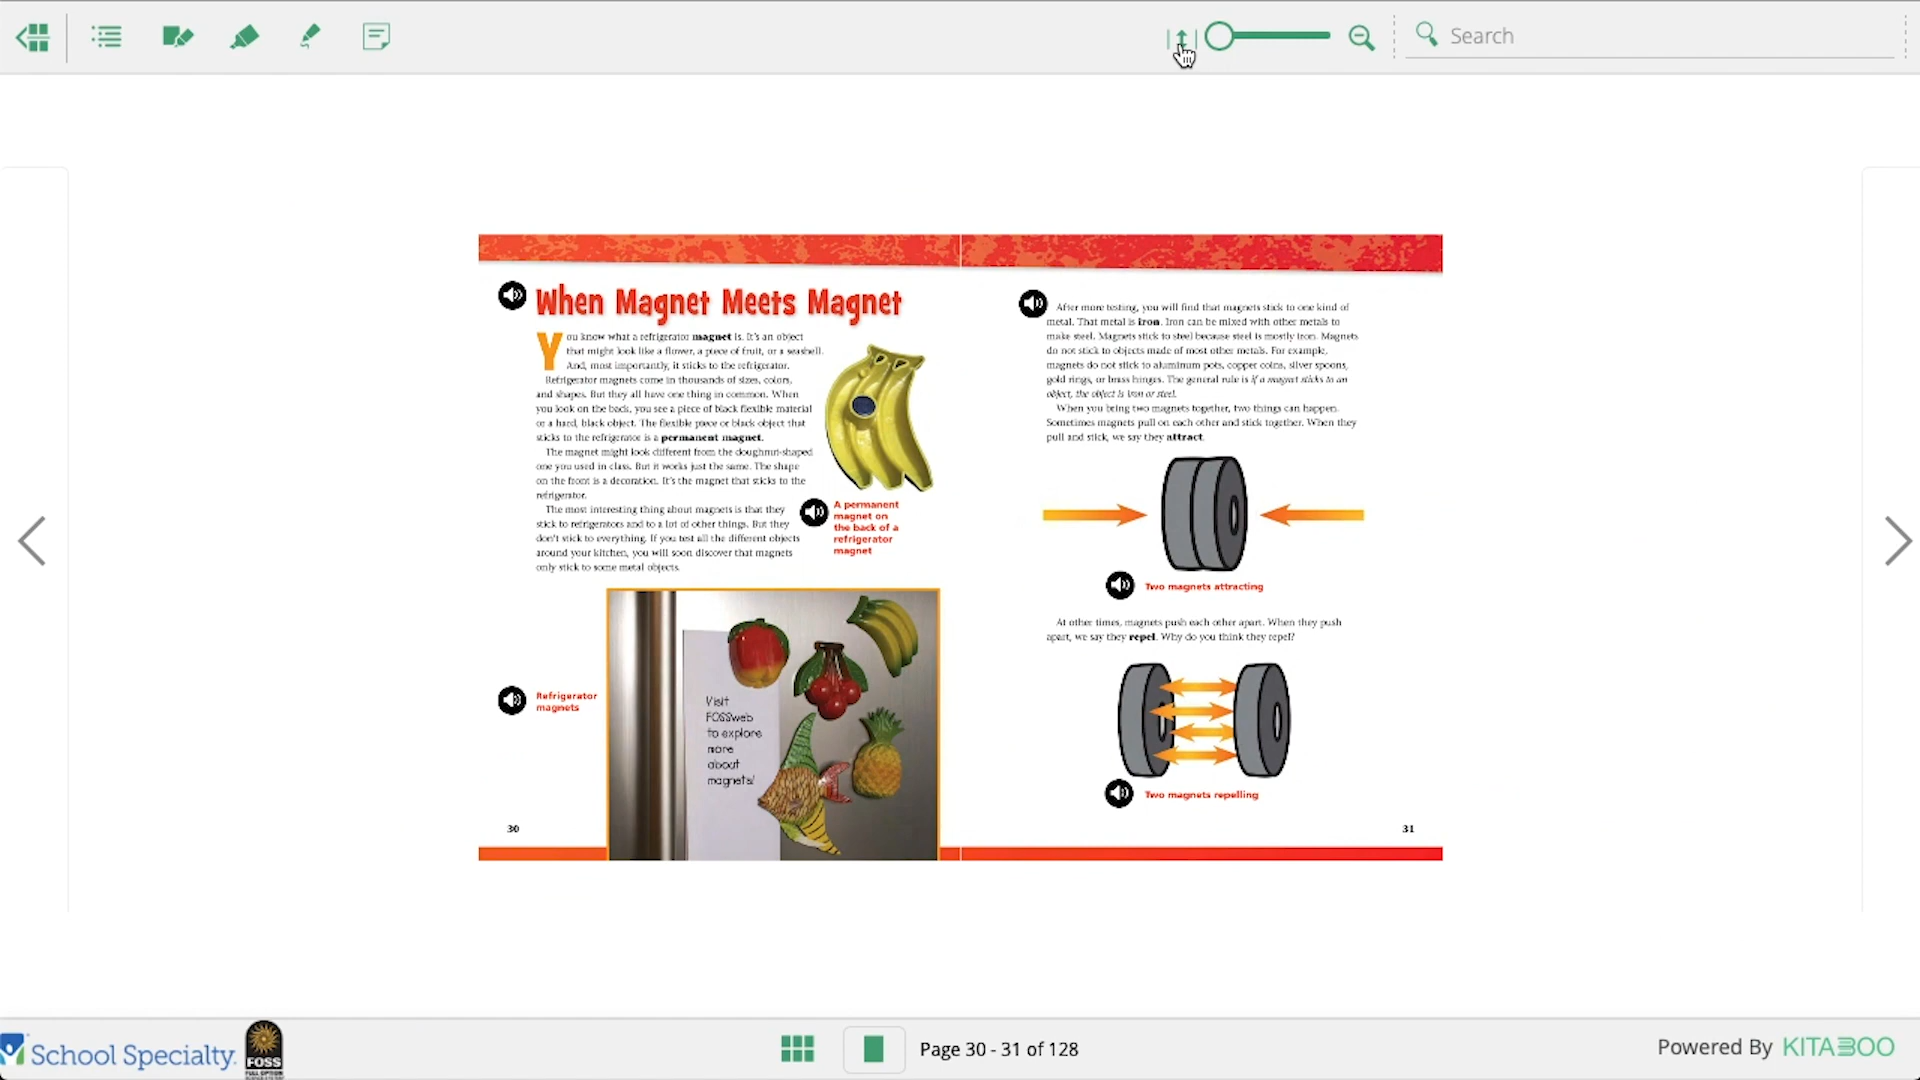 Search
When Magnet Meets Magnet
You know what a refrigerator magnet is. It's an object
that might look like a flower, a piece of fruit, or a seashell.
And, most importantly, it sticks to the refrigerator.
Refrigerator magnets come in thousands of sizes, colors,
and shapes. But they all have one thing in common. When
you look on the back, you see a piece of black flexible material
or a hard, black object. The flexible piece or black object that
sticks to the refrigerator is a permanent magnet.
The magnet might look different from the doughnut-shaped
one you used in class. But it works just the same. The shape
on the front is a decoration. It's the magnet that sticks to the
refrigerator.
The most interesting thing about magnets is that they
stick to refrigerators and to a lot of other things. But they
don't stick to everything. If you test all the different objects
around your kitchen, you will soon discover that magnets
only stick to some metal objects.
A permanent
magnet on
the back of a
refrigerator
magnet
Refrigerator
magnets
Visit
FOSSweb
to explore
more
about
magnets!
30
After more testing, you will find that magnets stick to one kind of
metal. That metal is iron. Iron can be mixed with other metals to
make steel. Magnets stick to steel because steel is mostly iron. Magnets
do not stick to objects made of most other metals. For example,
magnets do not stick to aluminum pots, copper coins, silver spoons,
gold rings, or brass hinges. The general rule is if a magnet sticks to an
object, the object is iron or steel.
When you bring two magnets together, two things can happen.
Sometimes magnets pull on each other and stick together. When they
pull and stick, we say they attract.
Two magnets attracting
At other times, magnets push each other apart. When they push
apart, we say they repel. Why do you think they repel?
Two magnets repelling
31
School Specialty.
FOSS
FULL OPTION
Page 30 - 31 of 128
Powered By KITABOO